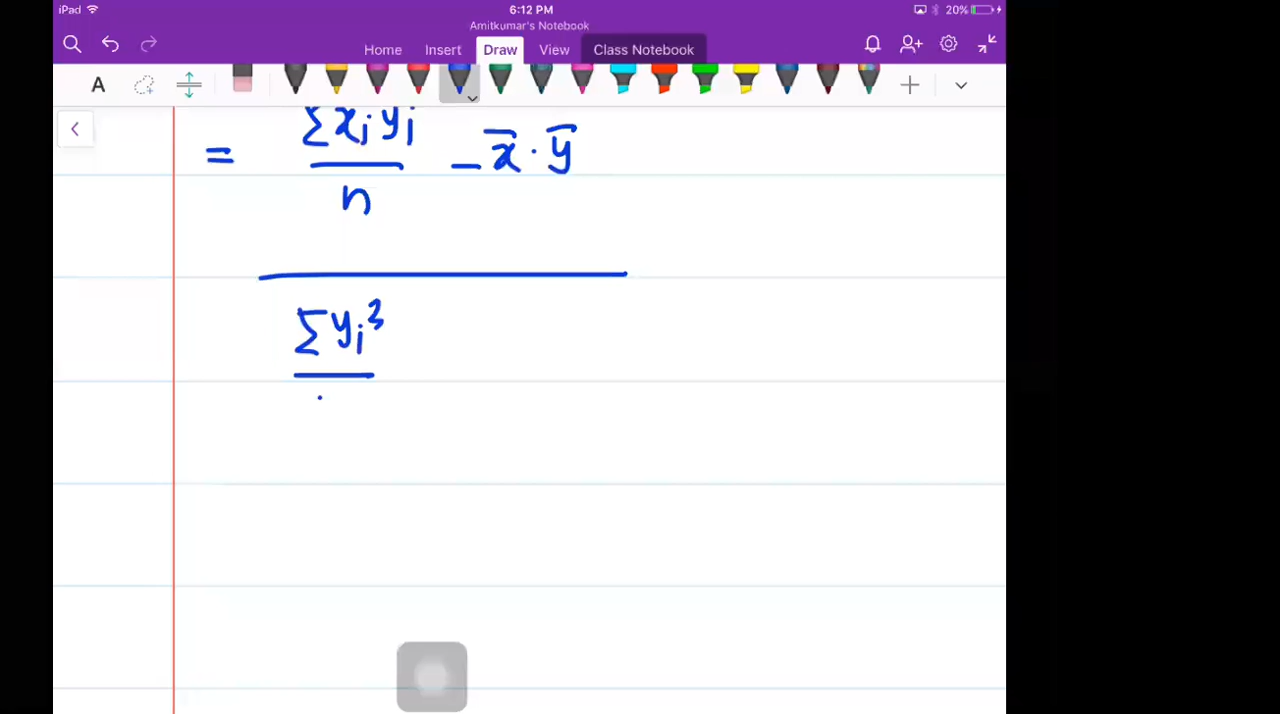 iPad 6:12 PM 20%
Amitkumar's Notebook
Home Insert Draw View Class Notebook
A
Σxᵢyᵢ
= ─── − x̄ · ȳ
n
Σyᵢ²